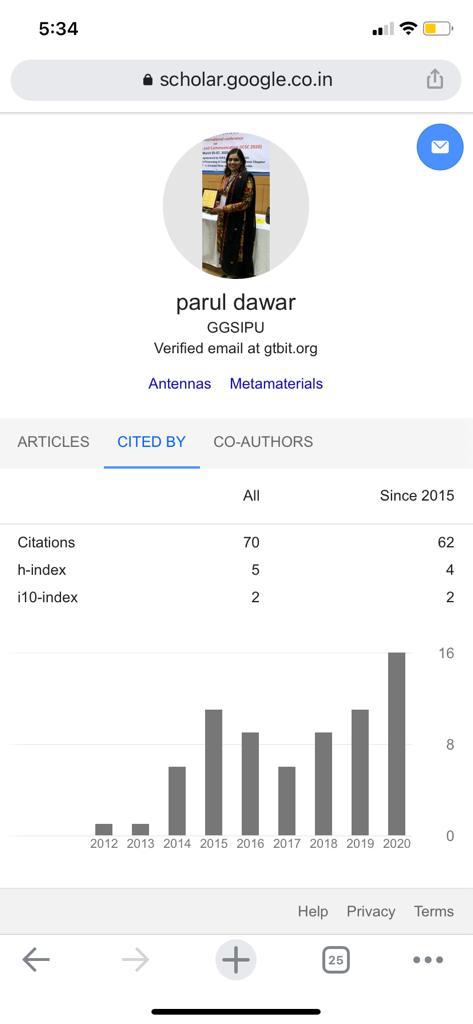 5:34
scholar.google.co.in
parul dawar
GGSIPU
Verified email at gtbit.org
Antennas Metamaterials
ARTICLES CITED BY CO-AUTHORS
All Since 2015
Citations 70 62
h-index 5 4
i10-index 2 2
16
8
0
2012 2013 2014 2015 2016 2017 2018 2019 2020
Help Privacy Terms
25